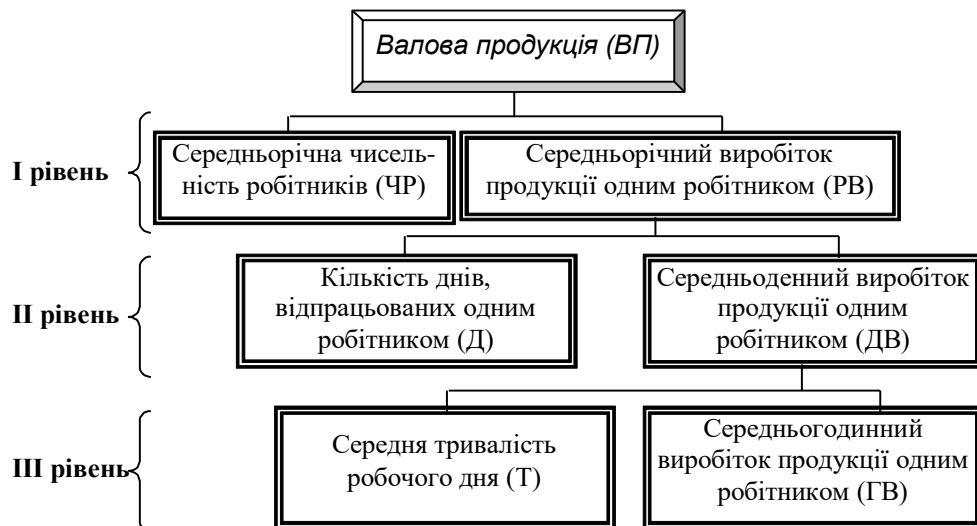 Валова продукція (ВП)
I рівень
Середньорічна чисель-
ність робітників (ЧР)
Середньорічний виробіток
продукції одним робітником (РВ)
II рівень
Кількість днів,
відпрацьованих одним
робітником (Д)
Середньоденний виробіток
продукції одним
робітником (ДВ)
III рівень
Середня тривалість
робочого дня (Т)
Середньогодинний
виробіток продукції одним
робітником (ГВ)